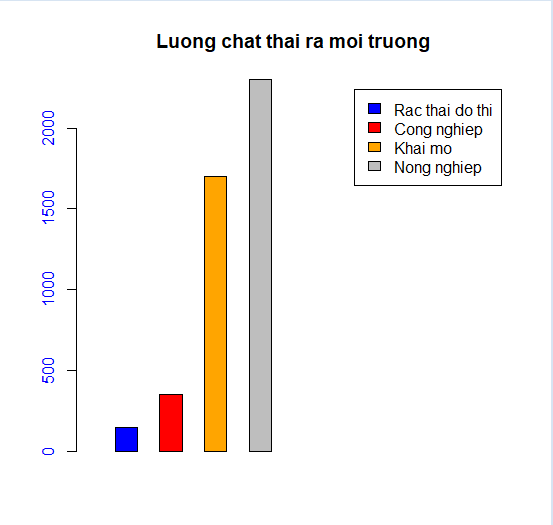 Luong chat thai ra moi truong
Rac thai do thi
Cong nghiep
Khai mo
Nong nghiep
2000
1500
1000
500
0